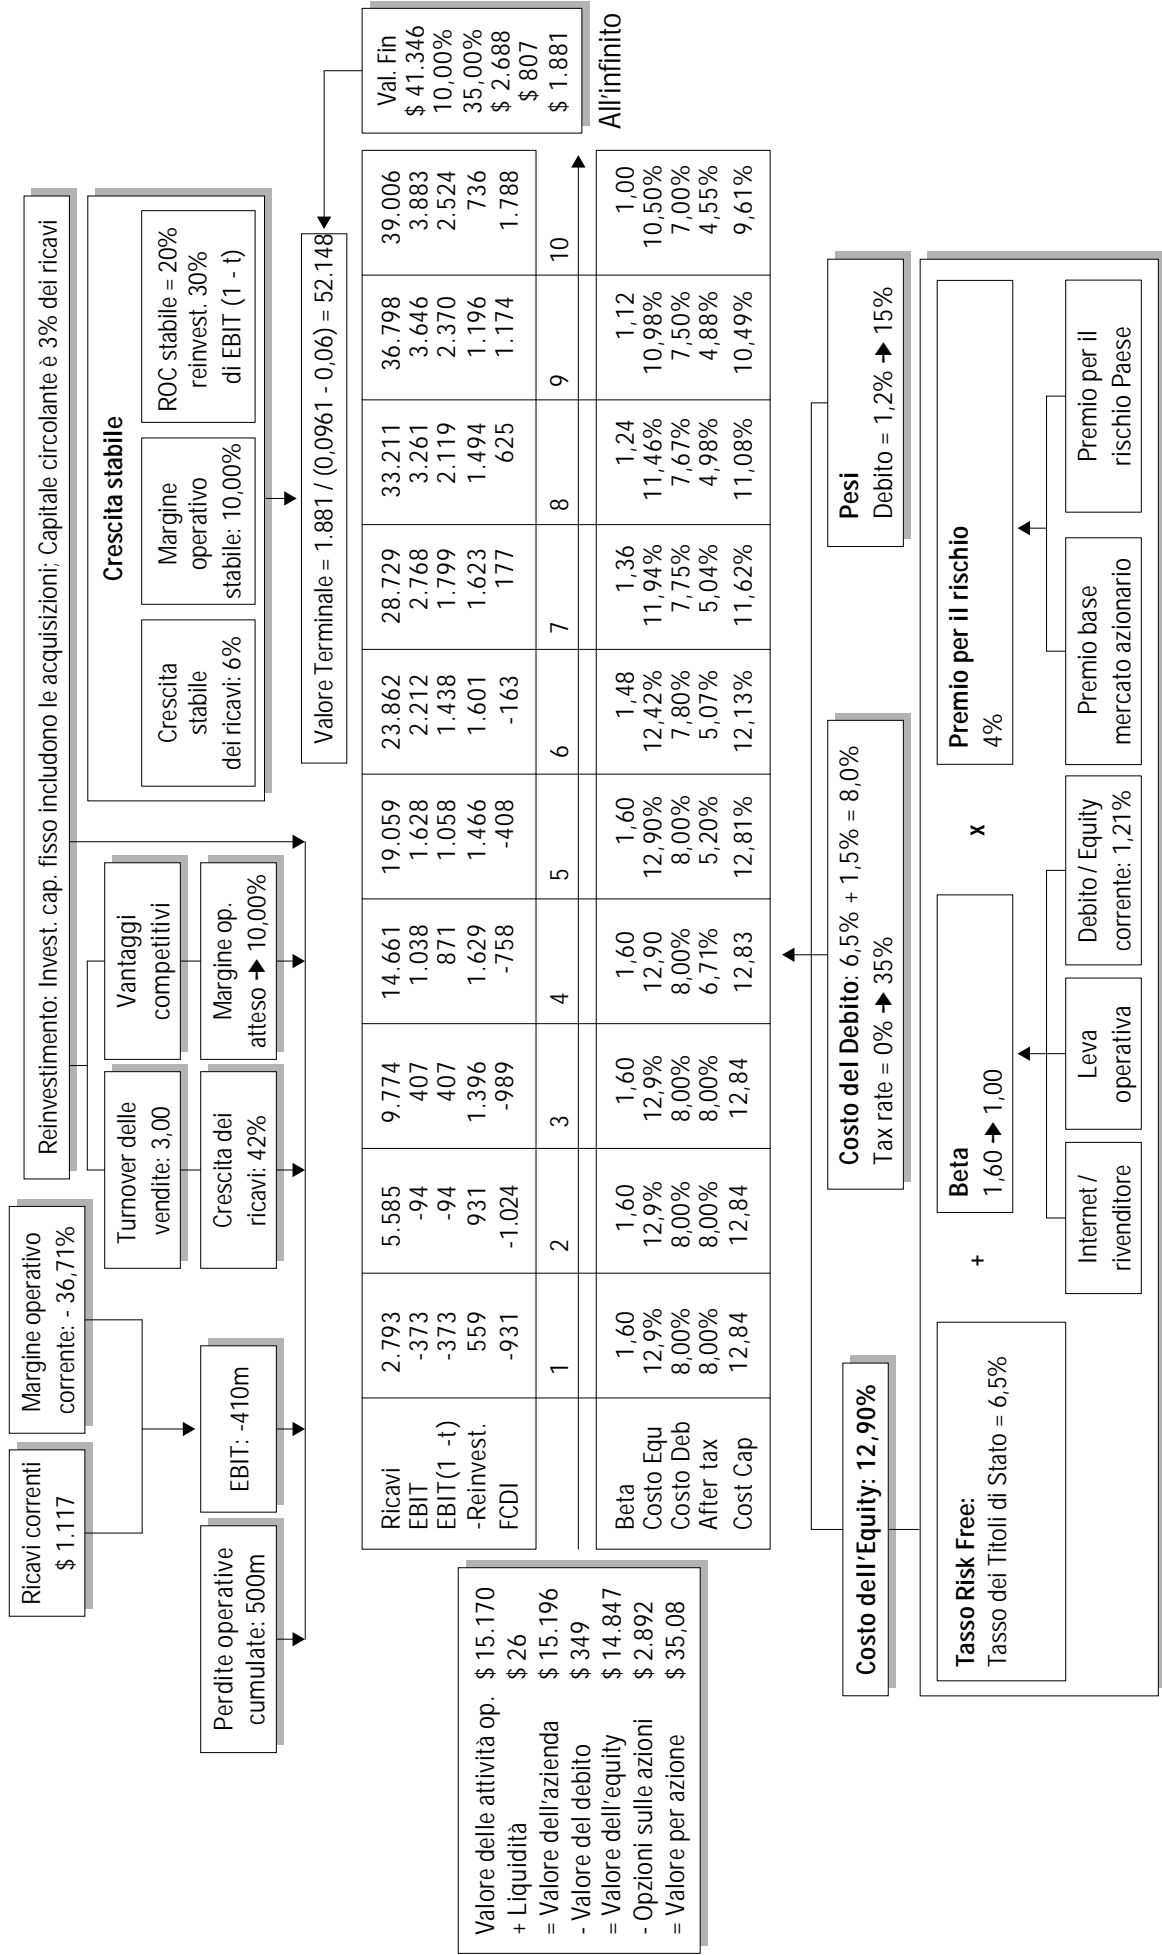 Reinvestimento: Invest. cap. fisso includono le acquisizioni; Capitale circolante è 3% dei ricavi
Ricavi correnti
$ 1.117
Margine operativo
corrente: - 36,71%
Turnover delle
vendite: 3,00
Vantaggi
competitivi
Perdite operative
cumulate: 500m
EBIT: -410m
Crescita dei
ricavi: 42%
Margine op.
atteso → 10,00%
Crescita stabile
Crescita
stabile
dei ricavi: 6%
Margine
operativo
stabile: 10,00%
ROC stabile = 20%
reinvest. 30%
di EBIT (1 - t)
Valore Terminale = 1.881 / (0,0961 - 0,06) = 52.148
Val. Fin
$ 41.346
10,00%
35,00%
$ 2.688
$ 807
$ 1.881
All'infinito
Ricavi 2.793 5.585 9.774 14.661 19.059 23.862 28.729 33.211 36.798 39.006
EBIT -373 -94 407 1.038 1.628 2.212 2.768 3.261 3.646 3.883
EBIT(1 -t) -373 -94 407 871 1.058 1.438 1.799 2.119 2.370 2.524
-Reinvest. 559 931 1.396 1.629 1.466 1.601 1.623 1.494 1.196 736
FCDI -931 -1.024 -989 -758 -408 -163 177 625 1.174 1.788
1 2 3 4 5 6 7 8 9 10
Beta 1,60 1,60 1,60 1,60 1,60 1,48 1,36 1,24 1,12 1,00
Costo Equ 12,9% 12,9% 12,9% 12,90 12,90% 12,42% 11,94% 11,46% 10,98% 10,50%
Costo Deb 8,00% 8,00% 8,00% 8,00% 8,00% 7,80% 7,75% 7,67% 7,50% 7,00%
After tax 8,00% 8,00% 8,00% 6,71% 5,20% 5,07% 5,04% 4,98% 4,88% 4,55%
Cost Cap 12,84 12,84 12,84 12,83 12,81% 12,13% 11,62% 11,08% 10,49% 9,61%
Valore delle attività op. $ 15.170
+ Liquidità $ 26
= Valore dell'azienda $ 15.196
- Valore del debito $ 349
= Valore dell'equity $ 14.847
- Opzioni sulle azioni $ 2.892
= Valore per azione $ 35,08
Costo dell'Equity: 12,90%
Costo del Debito: 6,5% + 1,5% = 8,0%
Tax rate = 0% → 35%
Pesi
Debito = 1,2% → 15%
Tasso Risk Free:
Tasso dei Titoli di Stato = 6,5%
+
Beta
1,60 → 1,00
x
Premio per il rischio
4%
Internet /
rivenditore
Leva
operativa
Debito / Equity
corrente: 1,21%
Premio base
mercato azionario
Premio per il
rischio Paese